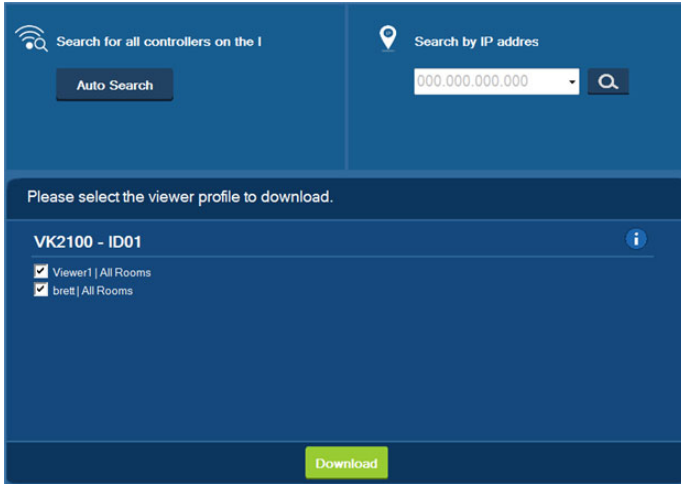 Search for all controllers on the l
Auto Search
Search by IP addres
000.000.000.000
Please select the viewer profile to download.
VK2100 - ID01
i
Viewer1 | All Rooms
brett | All Rooms
Download